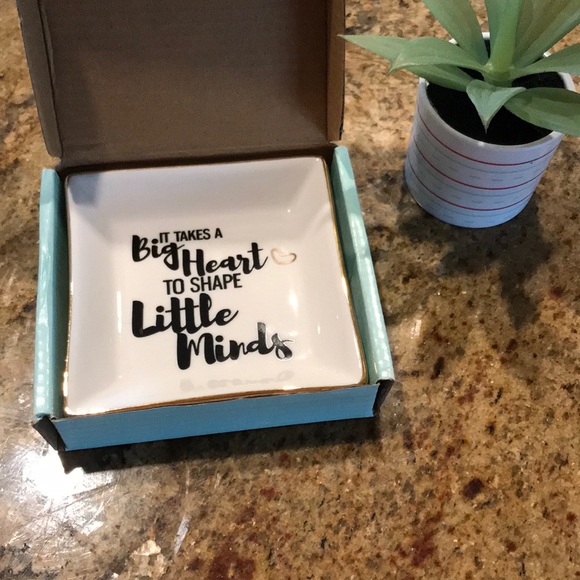 IT TAKES A
Big Heart
TO SHAPE
Little
Minds